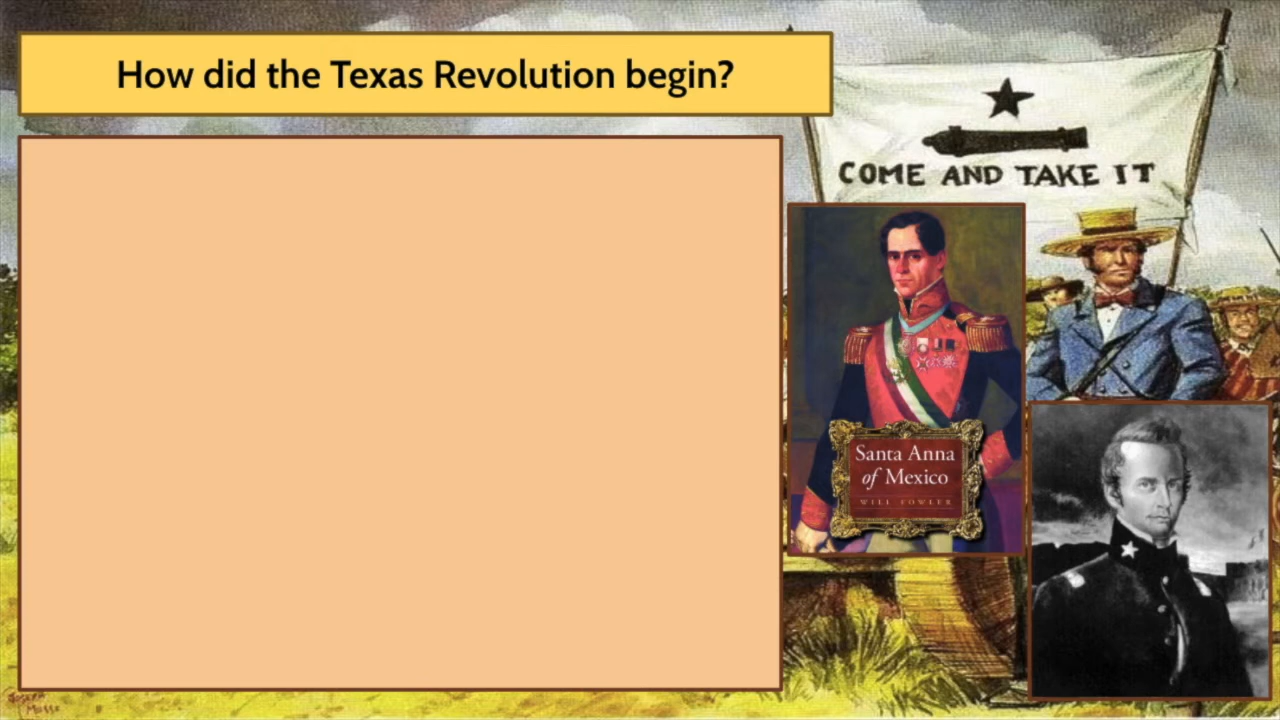 How did the Texas Revolution begin?
COME AND TAKE IT
Santa Anna
of Mexico
WILL FOWLER